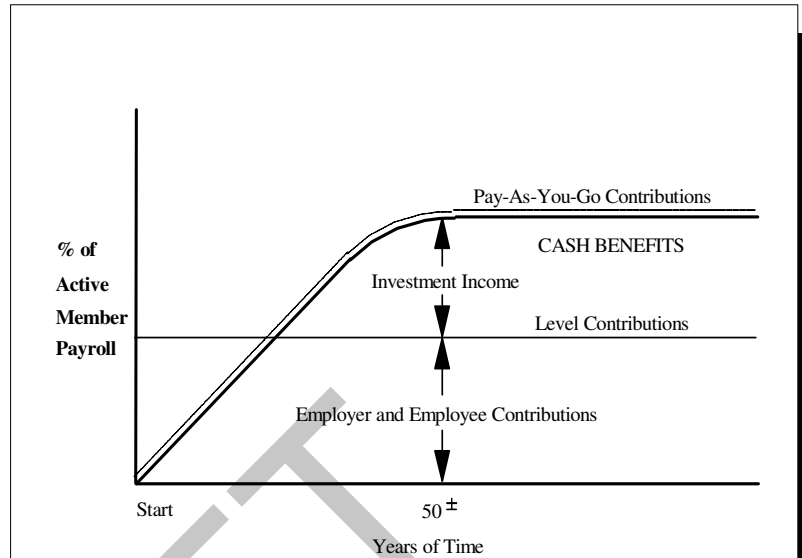 Pay-As-You-Go Contributions
CASH BENEFITS
% of
Active
Member
Payroll
Investment Income
Level Contributions
Employer and Employee Contributions
Start
50 ±
Years of Time